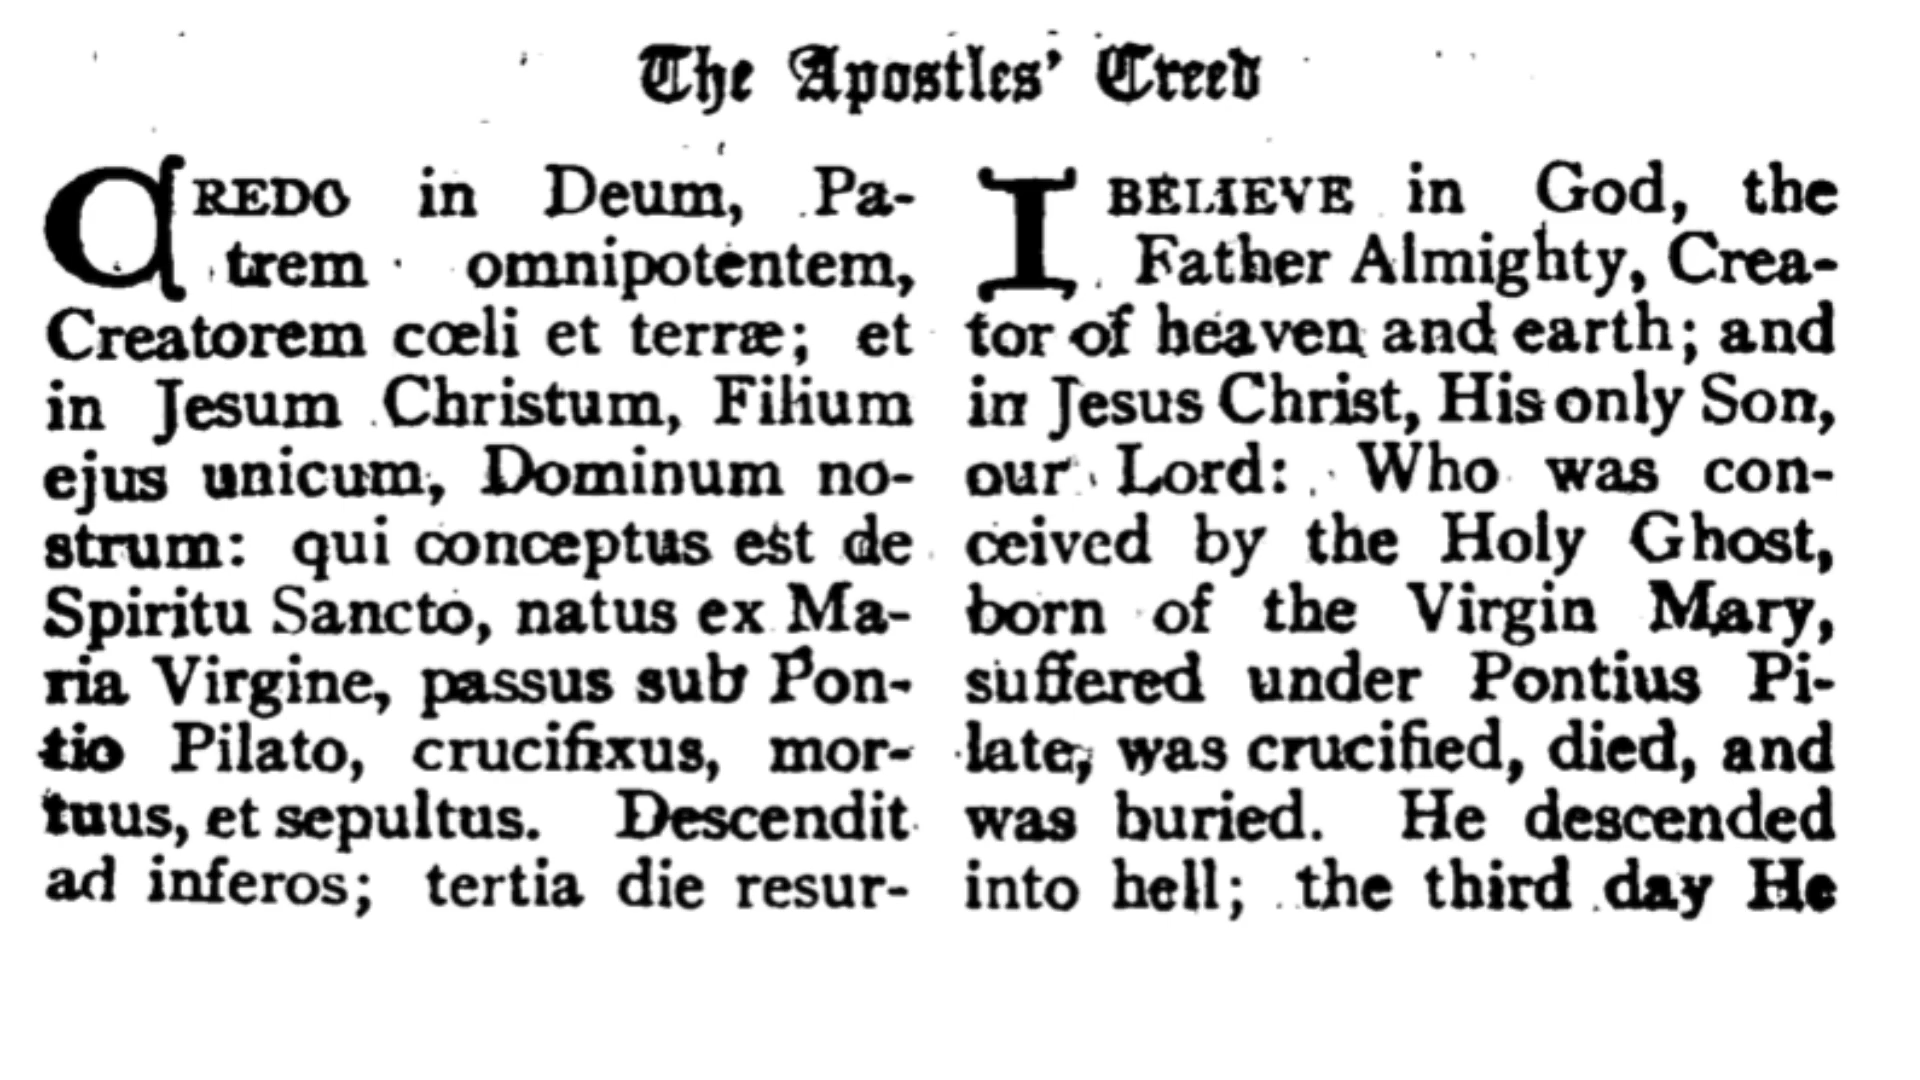 The Apostles' Creed
CREDO in Deum, Pa-
trem omnipotentem,
Creatorem cœli et terræ; et
in Jesum Christum, Filium
ejus unicum, Dominum no-
strum: qui conceptus est de
Spiritu Sancto, natus ex Ma-
ria Virgine, passus sub Pon-
tio Pilato, crucifixus, mor-
tuus, et sepultus. Descendit
ad inferos; tertia die resur-
I BELIEVE in God, the
Father Almighty, Crea-
tor of heaven and earth; and
in Jesus Christ, His only Son,
our Lord: Who was con-
ceived by the Holy Ghost,
born of the Virgin Mary,
suffered under Pontius Pi-
late, was crucified, died, and
was buried. He descended
into hell; the third day He